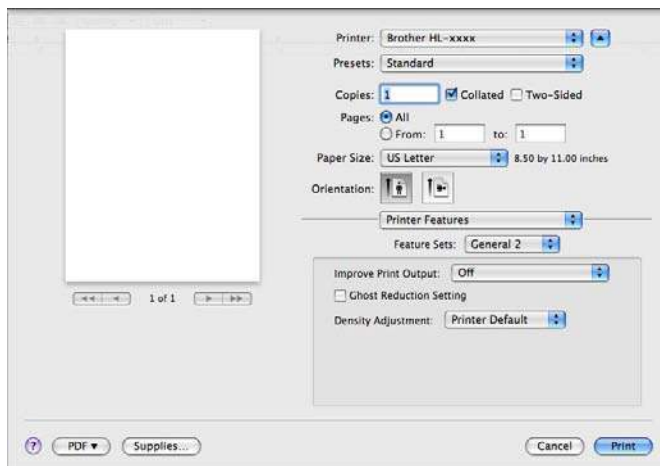 Printer: Brother HL-xxxx
Presets: Standard
Copies: 1 Collated Two-Sided
Pages: All
From: 1 to: 1
Paper Size: US Letter 8.50 by 11.00 inches
Orientation:
Printer Features
Feature Sets: General 2
Improve Print Output: Off
1 of 1
Ghost Reduction Setting
Density Adjustment: Printer Default
? PDF ▼ Supplies... Cancel Print